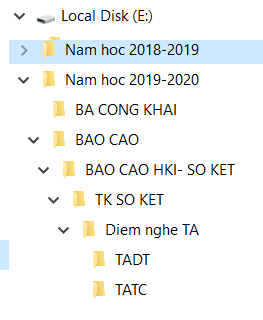 Local Disk (E:)
Nam hoc 2018-2019
Nam hoc 2019-2020
BA CONG KHAI
BAO CAO
BAO CAO HKI- SO KET
TK SO KET
Diem nghe TA
TADT
TATC